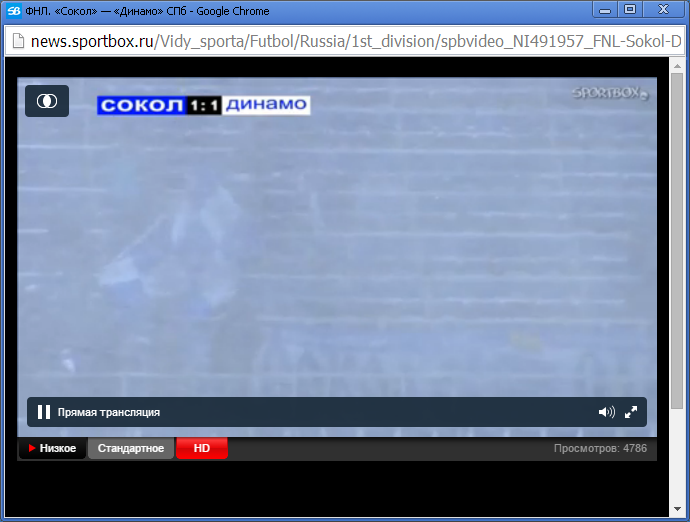 SB ФНЛ. «Сокол» — «Динамо» СПб - Google Chrome
news.sportbox.ru/Vidy_sporta/Futbol/Russia/1st_division/spbvideo_NI491957_FNL-Sokol-D
СОКОЛ 1:1 ДИНАМО
SPORTBOX
Прямая трансляция
Низкое Стандартное HD Просмотров: 4786